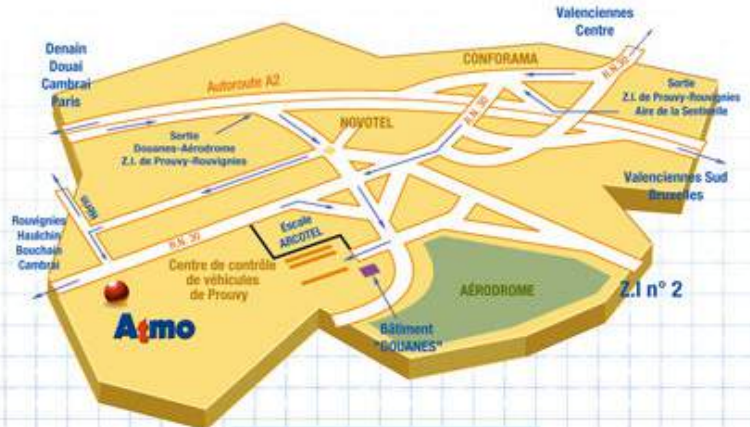 Valenciennes
Centre
Denain
Douai
Cambrai
Paris
CONFORAMA
R.N.30
Autoroute A2
Sortie
Z.I. de Prouvy-Rouvignies
Aire de la Sentinelle
R.N. 30
NOVOTEL
Sortie
Douanes-Aérodrome
Z.I. de Prouvy-Rouvignies
Valenciennes Sud
Bruxelles
Rouvignies
Haulchin
Bouchain
Cambrai
R.N. 30
Escale
ARCOTEL
Centre de contrôle
de véhicules
de Prouvy
AÉRODROME
Z.I n° 2
Atmo
Bâtiment
"DOUANES"